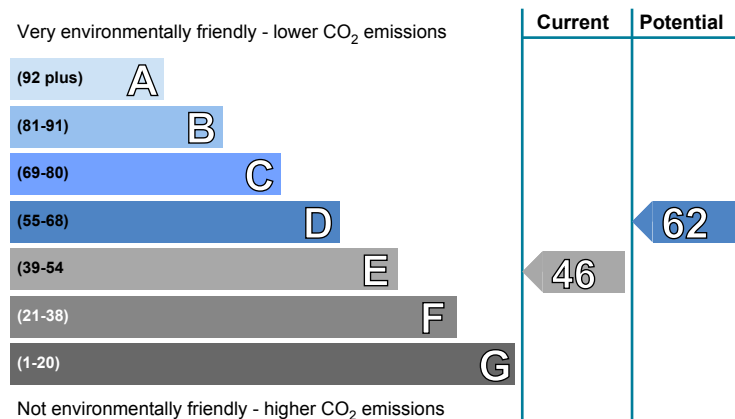 Current Potential
Very environmentally friendly - lower CO2 emissions
(92 plus) A
(81-91) B
(69-80) C
(55-68) D 62
(39-54 E 46
(21-38) F
(1-20) G
Not environmentally friendly - higher CO2 emissions